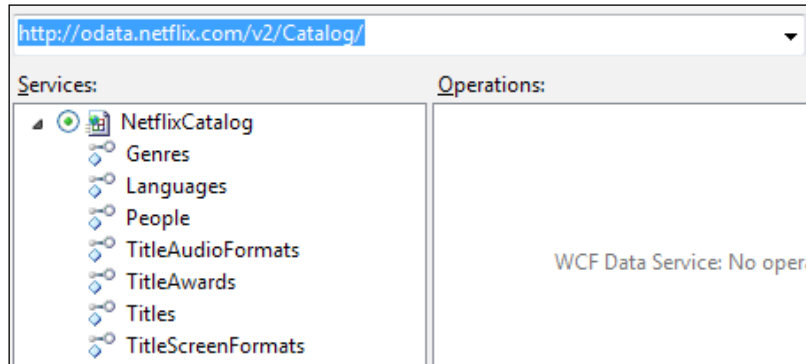 http://odata.netflix.com/v2/Catalog/
Services:
Operations:
NetflixCatalog
Genres
Languages
People
TitleAudioFormats
TitleAwards
Titles
TitleScreenFormats
WCF Data Service: No